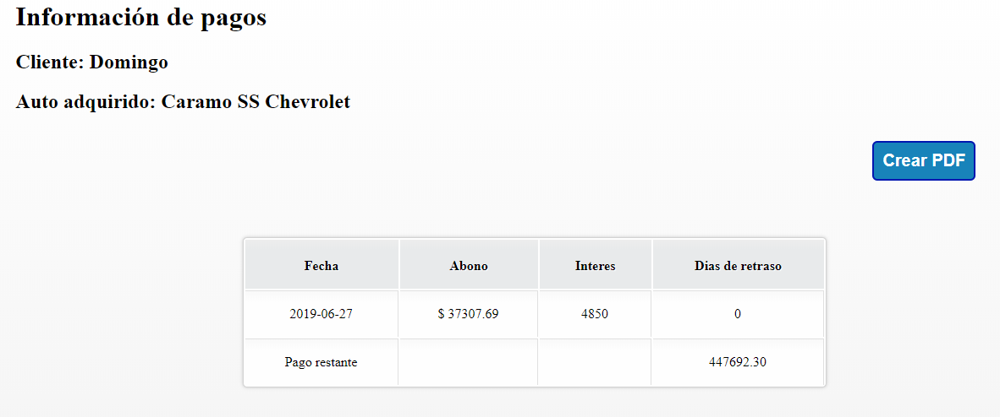 Información de pagos
Cliente: Domingo
Auto adquirido: Caramo SS Chevrolet
Crear PDF
Fecha Abono Interes Dias de retraso
2019-06-27 $ 37307.69 4850 0
Pago restante 447692.30